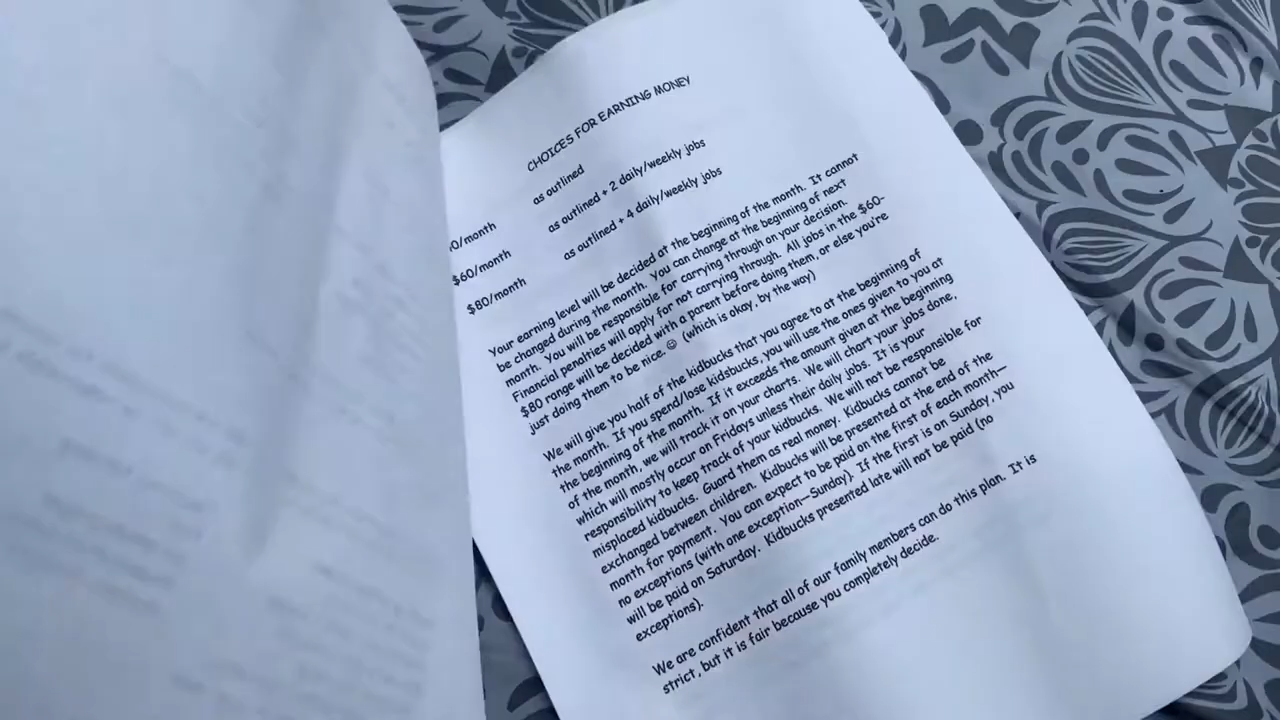 CHOICES FOR EARNING MONEY
0/month as outlined
$60/month as outlined + 2 daily/weekly jobs
$80/month as outlined + 4 daily/weekly jobs
Your earning level will be decided at the beginning of the month. It cannot
be changed during the month. You can change at the beginning of next
month. You will be responsible for carrying through on your decision.
Financial penalties will apply for not carrying through. All jobs in the $60-
$80 range will be decided with a parent before doing them, or else you're
just doing them to be nice. ☺ (which is okay, by the way)
We will give you half of the kidbucks that you agree to at the beginning of
the month. If you spend/lose kidsbucks, you will use the ones given to you at
the beginning of the month. If it exceeds the amount given at the beginning
of the month, we will track it on your charts. We will chart your jobs done,
which will mostly occur on Fridays unless their daily jobs. It is your
responsibility to keep track of your kidbucks. We will not be responsible for
misplaced kidbucks. Guard them as real money. Kidbucks cannot be
exchanged between children. Kidbucks will be presented at the end of the
month for payment. You can expect to be paid on the first of each month—
no exceptions (with one exception—Sunday). If the first is on Sunday, you
will be paid on Saturday. Kidbucks presented late will not be paid (no
exceptions).
We are confident that all of our family members can do this plan. It is
strict, but it is fair because you completely decide.